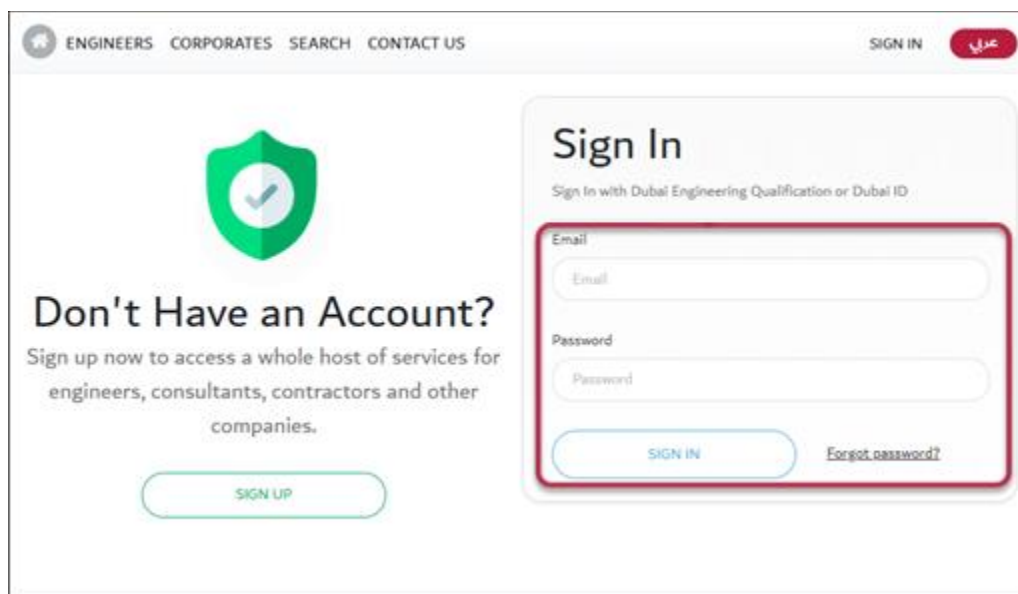 ENGINEERS CORPORATES SEARCH CONTACT US SIGN IN عربي
Don't Have an Account?
Sign up now to access a whole host of services for
engineers, consultants, contractors and other
companies.
SIGN UP
Sign In
Sign In with Dubai Engineering Qualification or Dubai ID
Email
Email
Password
Password
SIGN IN Forgot password?